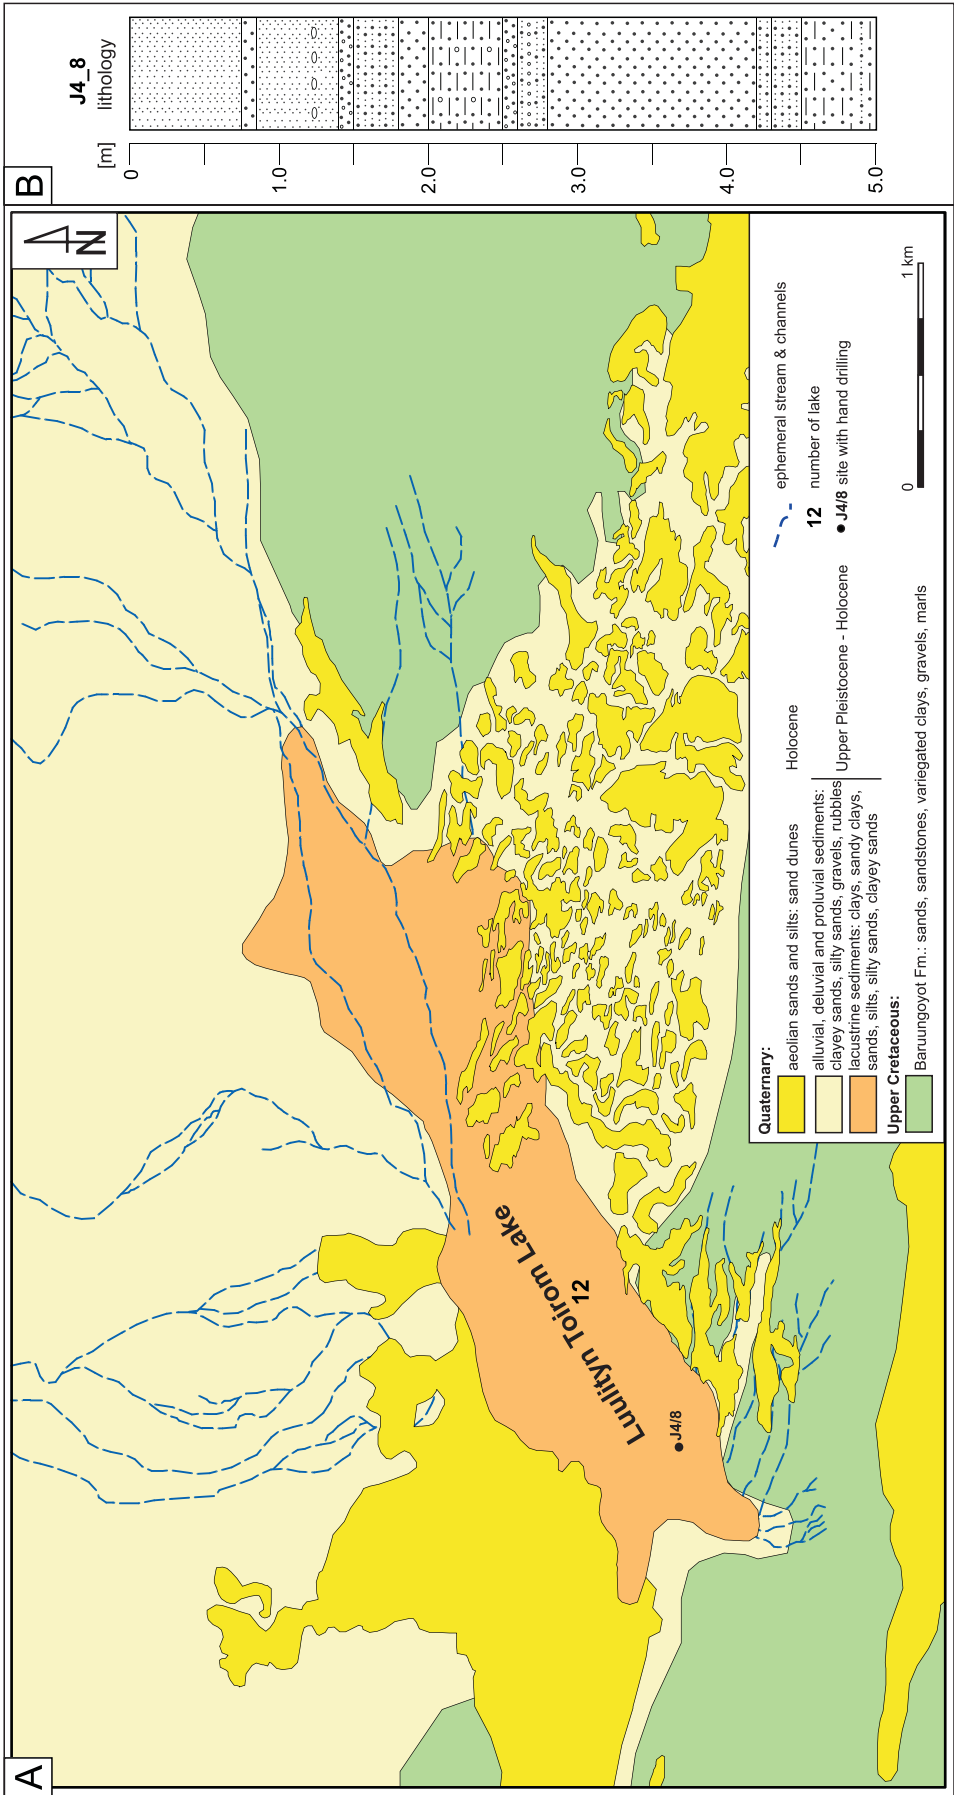 A
N
Luulityn Toirom Lake
12
J4/8
Quaternary:
aeolian sands and silts: sand dunes
Holocene
alluvial, deluvial and proluvial sediments:
clayey sands, silty sands, gravels, rubbles
lacustrine sediments: clays, sandy clays,
sands, silts, silty sands, clayey sands
Upper Pleistocene - Holocene
Upper Cretaceous:
Baruungoyot Fm.: sands, sandstones, variegated clays, gravels, marls
ephemeral stream & channels
12 number of lake
J4/8 site with hand drilling
0 1 km
B
J4_8
lithology
[m]
0
1.0
2.0
3.0
4.0
5.0